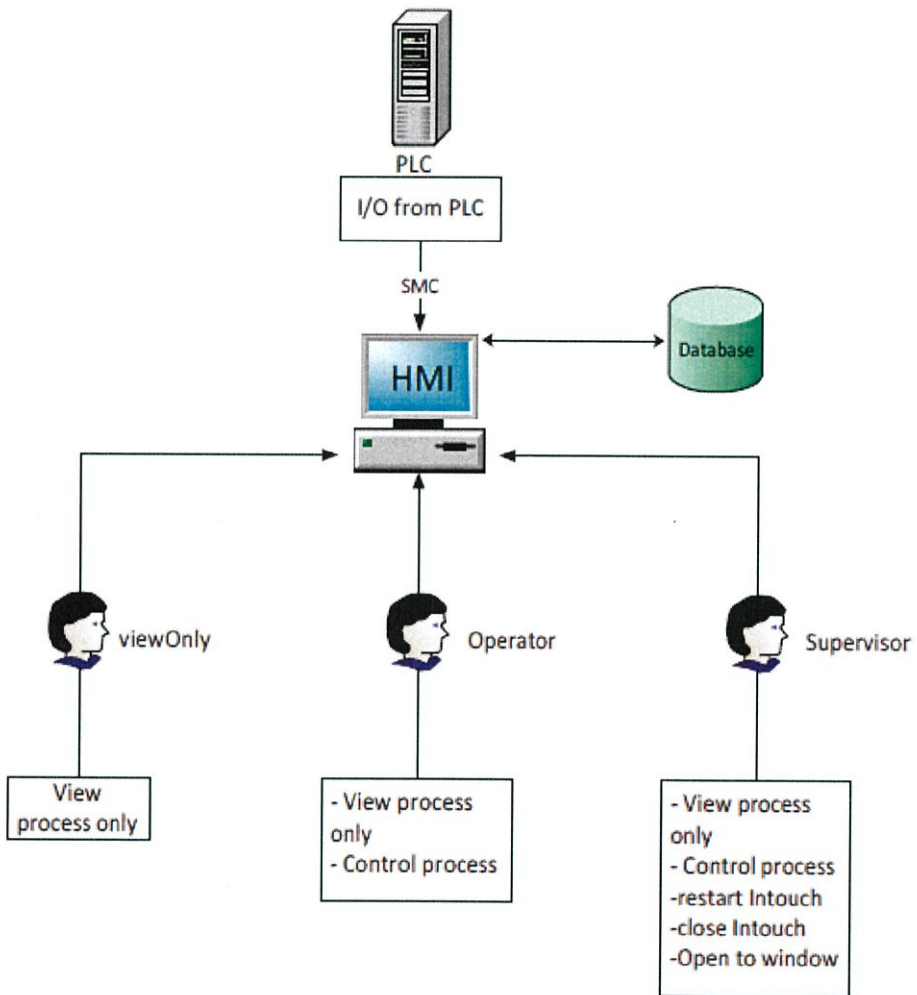 PLC
I/O from PLC
SMC
HMI
Database
viewOnly
Operator
Supervisor
View
process only
- View process
only
- Control process
- View process
only
- Control process
-restart Intouch
-close Intouch
-Open to window